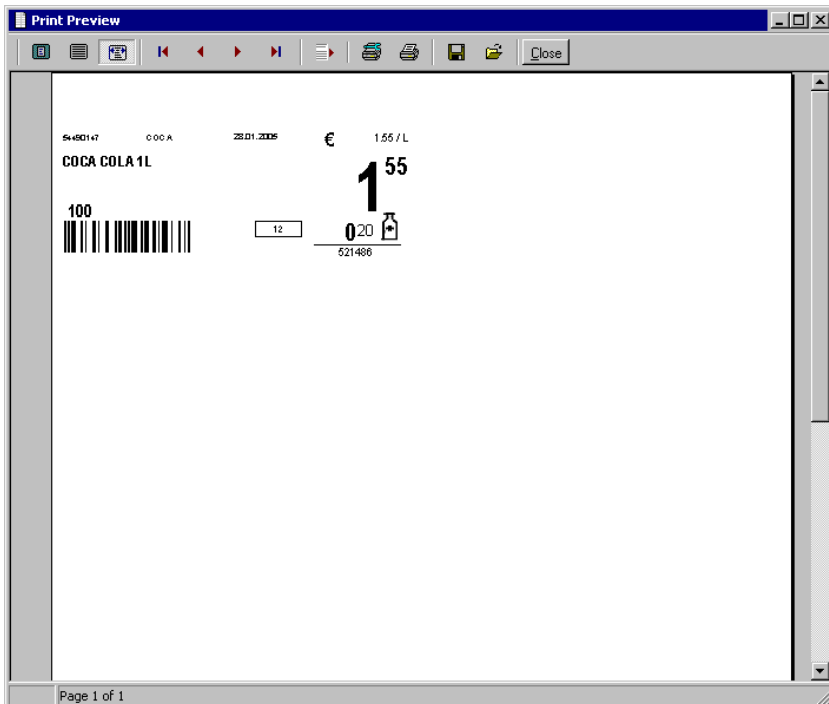 Print Preview
Close
54490147 COCA 28.01.2005 € 1.55 / L
COCA COLA 1L
1 55
100
12
0 20
521486
Page 1 of 1